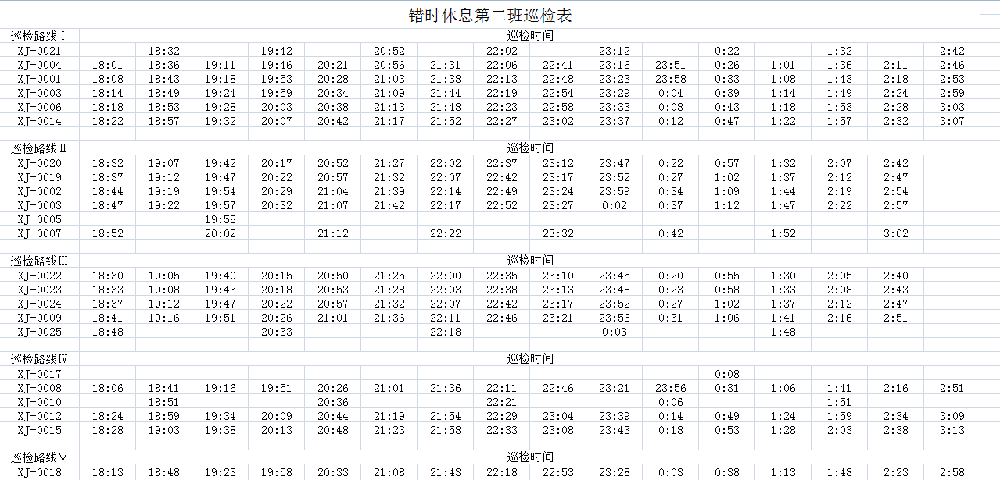 错时休息第二班巡检表
巡检路线Ⅰ 巡检时间
XJ-0021 18:32 19:42 20:52 22:02 23:12 0:22 1:32 2:42
XJ-0004 18:01 18:36 19:11 19:46 20:21 20:56 21:31 22:06 22:41 23:16 23:51 0:26 1:01 1:36 2:11 2:46
XJ-0001 18:08 18:43 19:18 19:53 20:28 21:03 21:38 22:13 22:48 23:23 23:58 0:33 1:08 1:43 2:18 2:53
XJ-0003 18:14 18:49 19:24 19:59 20:34 21:09 21:44 22:19 22:54 23:29 0:04 0:39 1:14 1:49 2:24 2:59
XJ-0006 18:18 18:53 19:28 20:03 20:38 21:13 21:48 22:23 22:58 23:33 0:08 0:43 1:18 1:53 2:28 3:03
XJ-0014 18:22 18:57 19:32 20:07 20:42 21:17 21:52 22:27 23:02 23:37 0:12 0:47 1:22 1:57 2:32 3:07
巡检路线Ⅱ 巡检时间
XJ-0020 18:32 19:07 19:42 20:17 20:52 21:27 22:02 22:37 23:12 23:47 0:22 0:57 1:32 2:07 2:42
XJ-0019 18:37 19:12 19:47 20:22 20:57 21:32 22:07 22:42 23:17 23:52 0:27 1:02 1:37 2:12 2:47
XJ-0002 18:44 19:19 19:54 20:29 21:04 21:39 22:14 22:49 23:24 23:59 0:34 1:09 1:44 2:19 2:54
XJ-0003 18:47 19:22 19:57 20:32 21:07 21:42 22:17 22:52 23:27 0:02 0:37 1:12 1:47 2:22 2:57
XJ-0005 19:58
XJ-0007 18:52 20:02 21:12 22:22 23:32 0:42 1:52 3:02
巡检路线Ⅲ 巡检时间
XJ-0022 18:30 19:05 19:40 20:15 20:50 21:25 22:00 22:35 23:10 23:45 0:20 0:55 1:30 2:05 2:40
XJ-0023 18:33 19:08 19:43 20:18 20:53 21:28 22:03 22:38 23:13 23:48 0:23 0:58 1:33 2:08 2:43
XJ-0024 18:37 19:12 19:47 20:22 20:57 21:32 22:07 22:42 23:17 23:52 0:27 1:02 1:37 2:12 2:47
XJ-0009 18:41 19:16 19:51 20:26 21:01 21:36 22:11 22:46 23:21 23:56 0:31 1:06 1:41 2:16 2:51
XJ-0025 18:48 20:33 22:18 0:03 1:48
巡检路线Ⅳ 巡检时间
XJ-0017 0:08
XJ-0008 18:06 18:41 19:16 19:51 20:26 21:01 21:36 22:11 22:46 23:21 23:56 0:31 1:06 1:41 2:16 2:51
XJ-0010 18:51 20:36 22:21 0:06 1:51
XJ-0012 18:24 18:59 19:34 20:09 20:44 21:19 21:54 22:29 23:04 23:39 0:14 0:49 1:24 1:59 2:34 3:09
XJ-0015 18:28 19:03 19:38 20:13 20:48 21:23 21:58 22:33 23:08 23:43 0:18 0:53 1:28 2:03 2:38 3:13
巡检路线Ⅴ 巡检时间
XJ-0018 18:13 18:48 19:23 19:58 20:33 21:08 21:43 22:18 22:53 23:28 0:03 0:38 1:13 1:48 2:23 2:58